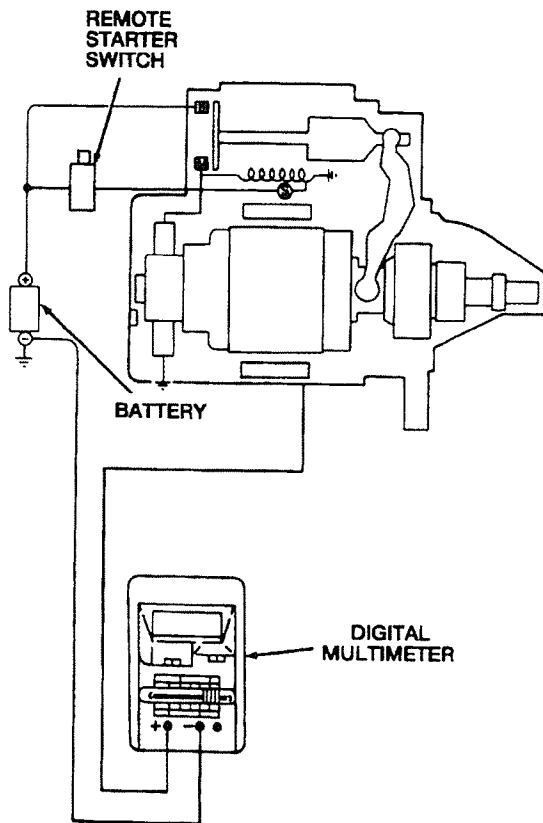 REMOTE
STARTER
SWITCH
S
+
−
BATTERY
DIGITAL
MULTIMETER
+ −